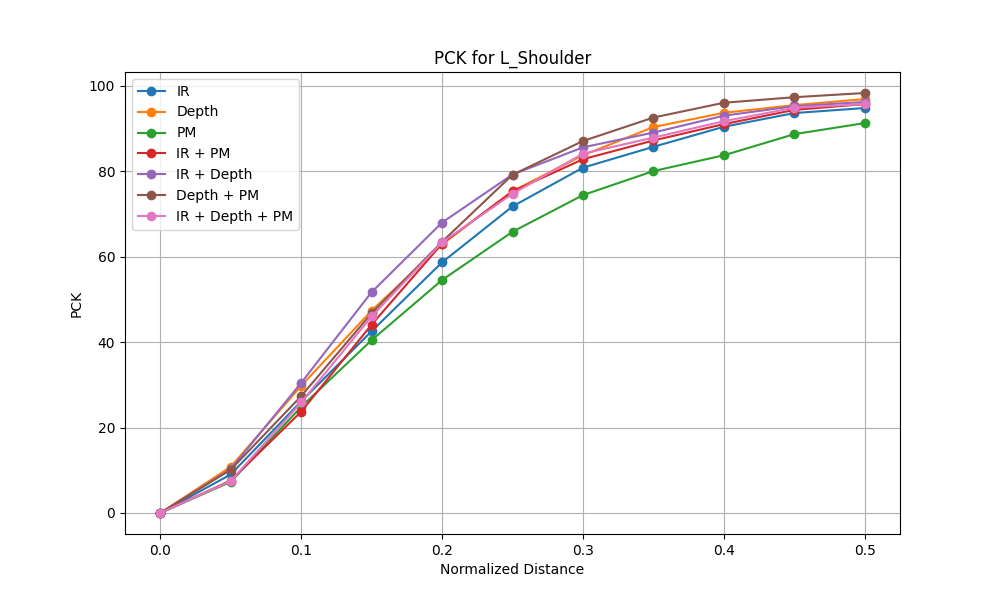 PCK for L_Shoulder
IR
Depth
PM
IR + PM
IR + Depth
Depth + PM
IR + Depth + PM
100
80
60
40
20
0
PCK
0.0 0.1 0.2 0.3 0.4 0.5
Normalized Distance